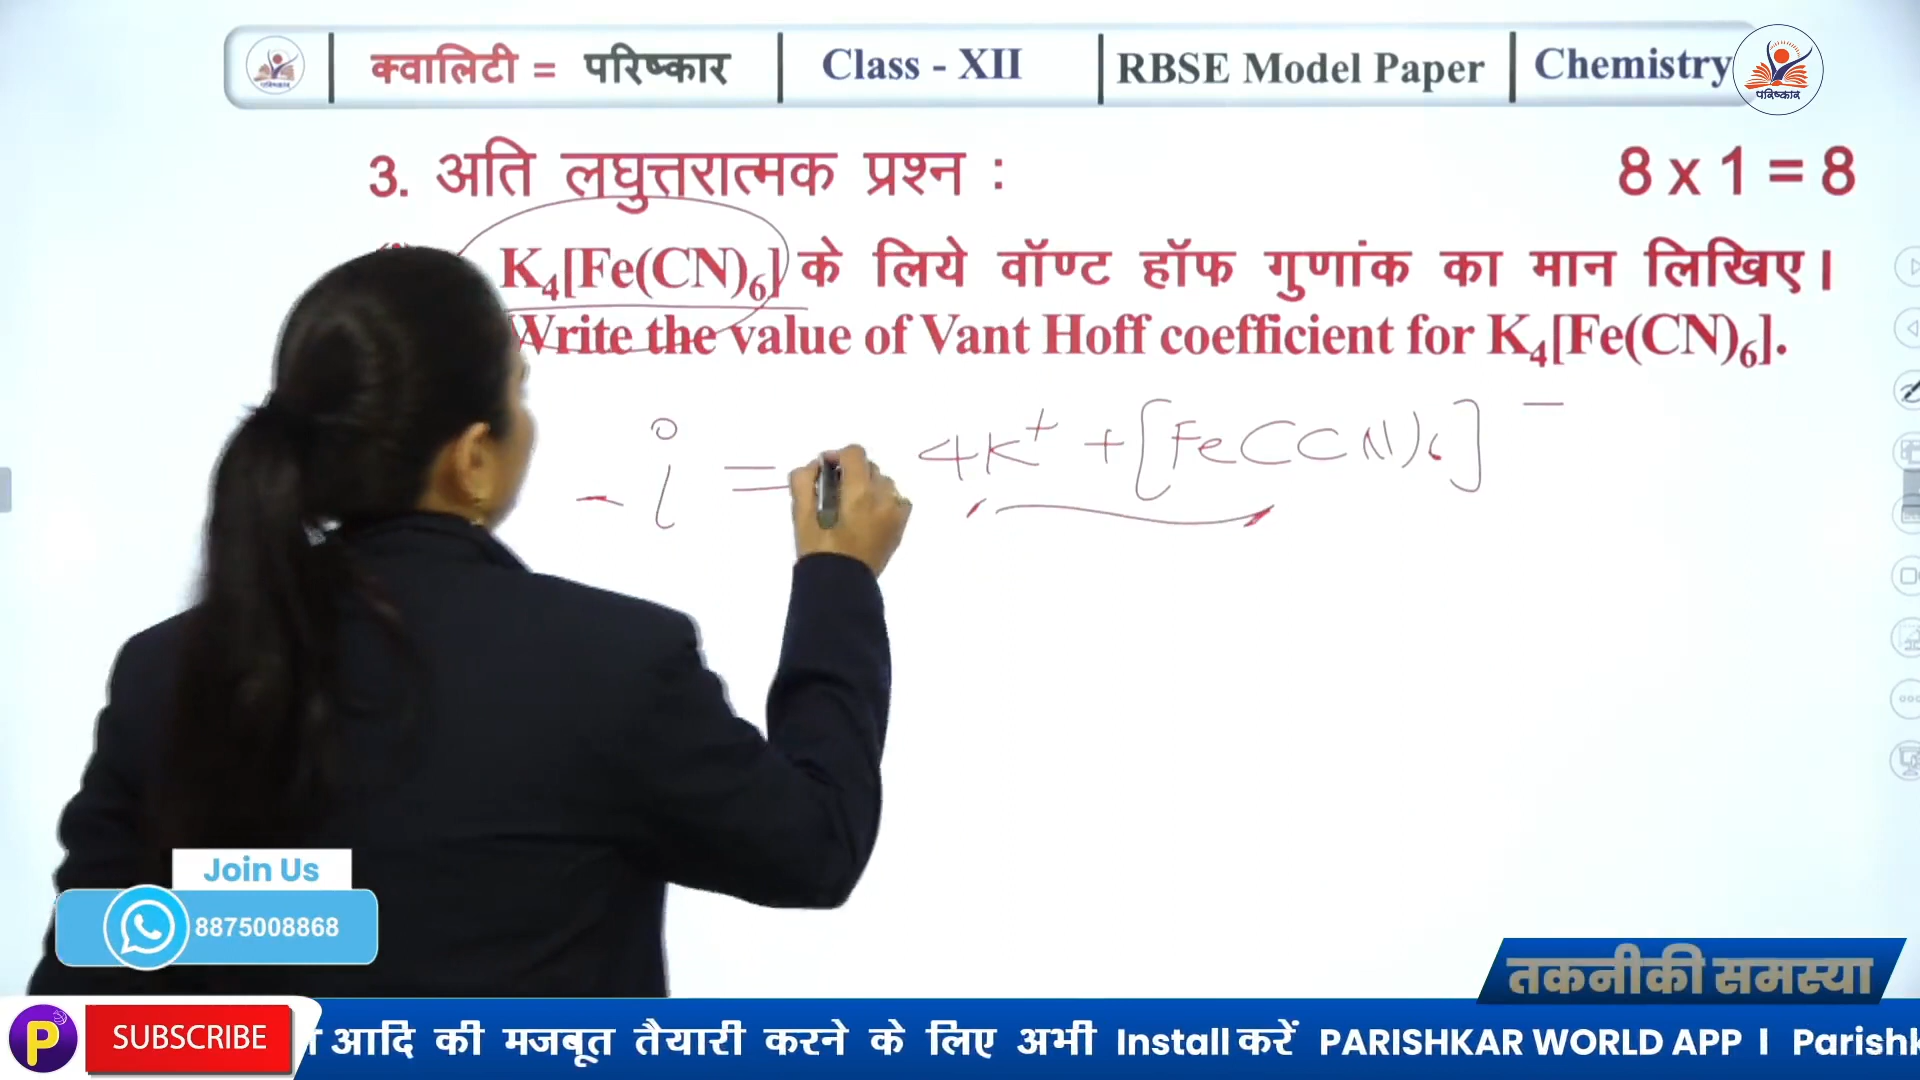 क्वालिटी = परिष्कार Class - XII RBSE Model Paper Chemistry
परिष्कार
परिष्कार
3. अति लघुत्तरात्मक प्रश्न : 8 x 1 = 8
K₄[Fe(CN)₆] के लिये वॉण्ट हॉफ गुणांक का मान लिखिए।
Write the value of Vant Hoff coefficient for K₄[Fe(CN)₆].
- i = 4K⁺ + [Fe(CN)₆]⁻
Join Us
8875008868
तकनीकी समस्या
P SUBSCRIBE आदि की मजबूत तैयारी करने के लिए अभी Install करें PARISHKAR WORLD APP । Parishk